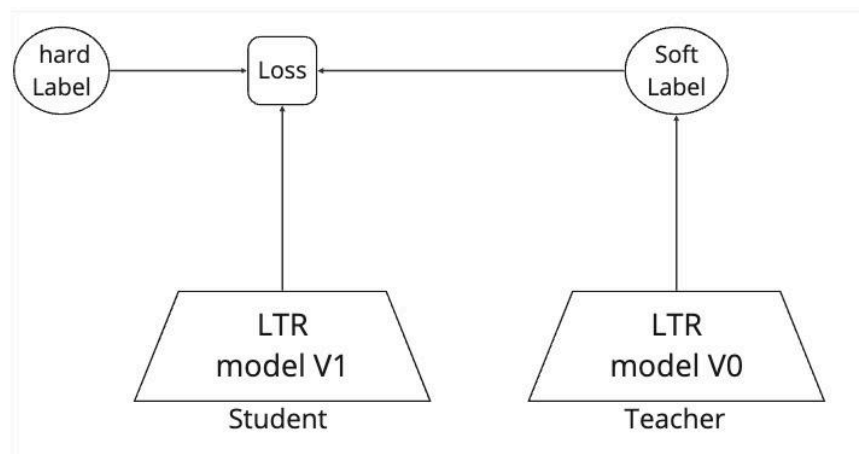 hard
Label
Loss
Soft
Label
LTR
model V1
Student
LTR
model V0
Teacher